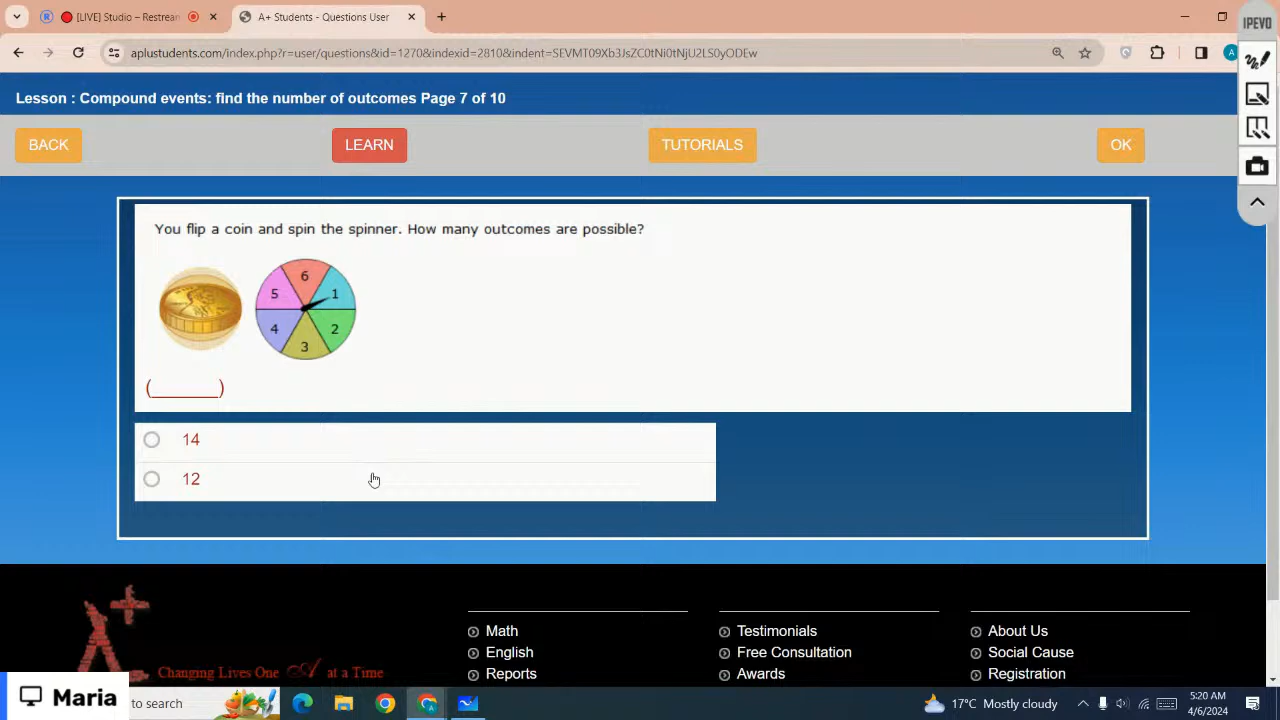 [LIVE] Studio – Restrear
A+ Students - Questions User
aplustudents.com/index.php?r=user/questions&id=1270&indexid=2810&indent=SEVMT09Xb3JsZC0tNi0tNjU2LS0yODEw
IPEVO
Lesson : Compound events: find the number of outcomes Page 7 of 10
BACK
LEARN
TUTORIALS
OK
You flip a coin and spin the spinner. How many outcomes are possible?
6
5 1
4 2
3
(_______)
14
12
A+
Changing Lives One A at a Time
Math
English
Reports
Testimonials
Free Consultation
Awards
About Us
Social Cause
Registration
Maria
to search
17°C Mostly cloudy
5:20 AM
4/6/2024